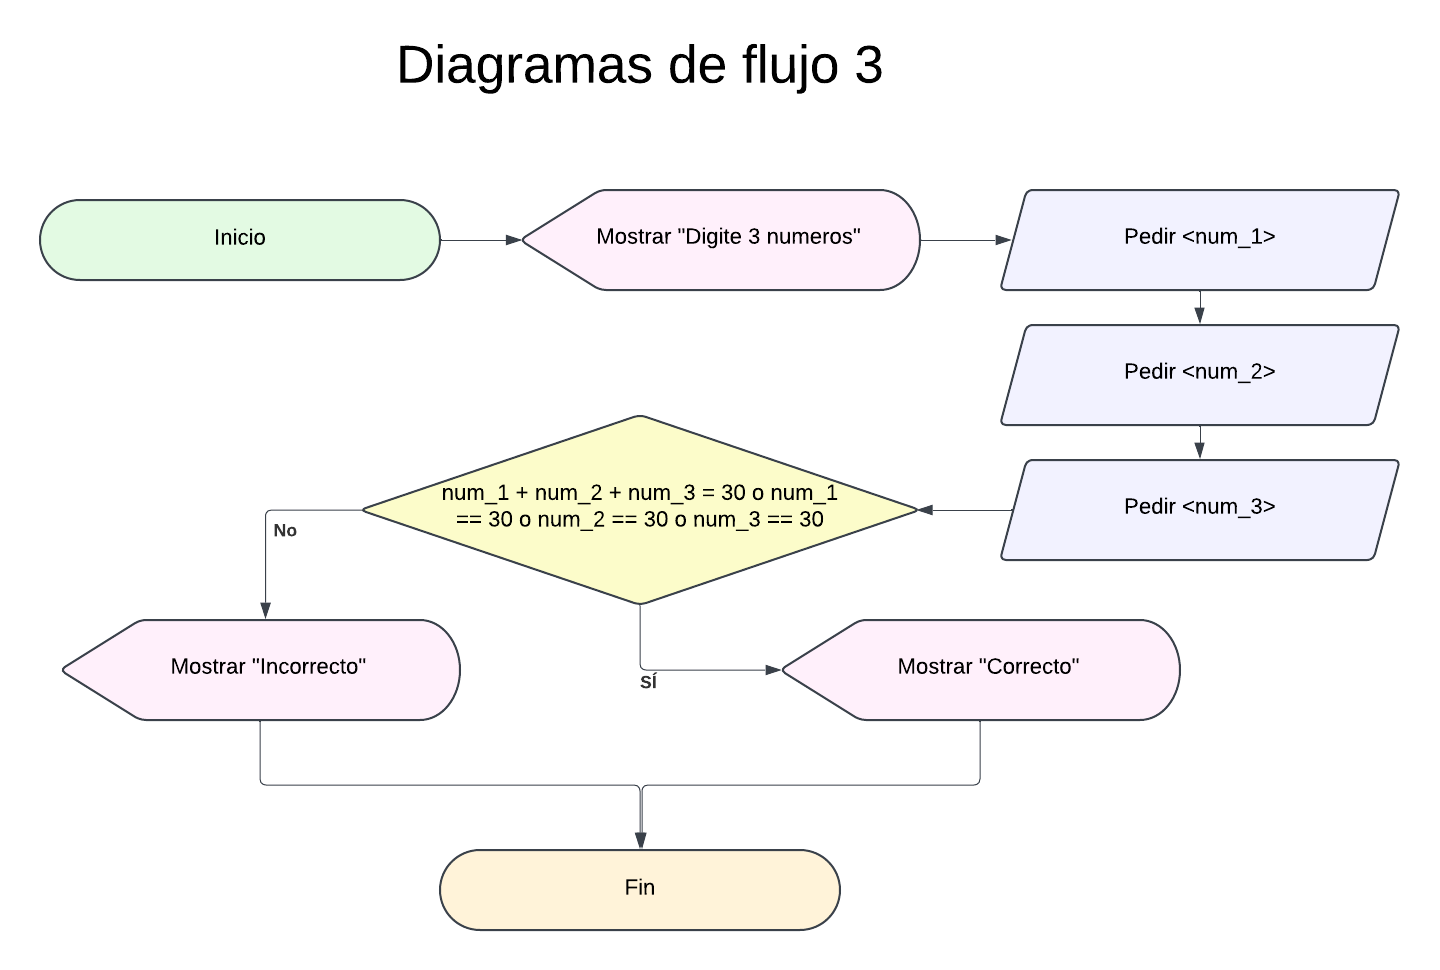 Diagramas de flujo 3
Inicio
Mostrar "Digite 3 numeros"
Pedir <num_1>
Pedir <num_2>
Pedir <num_3>
num_1 + num_2 + num_3 = 30 o num_1
== 30 o num_2 == 30 o num_3 == 30
No
SÍ
Mostrar "Incorrecto"
Mostrar "Correcto"
Fin